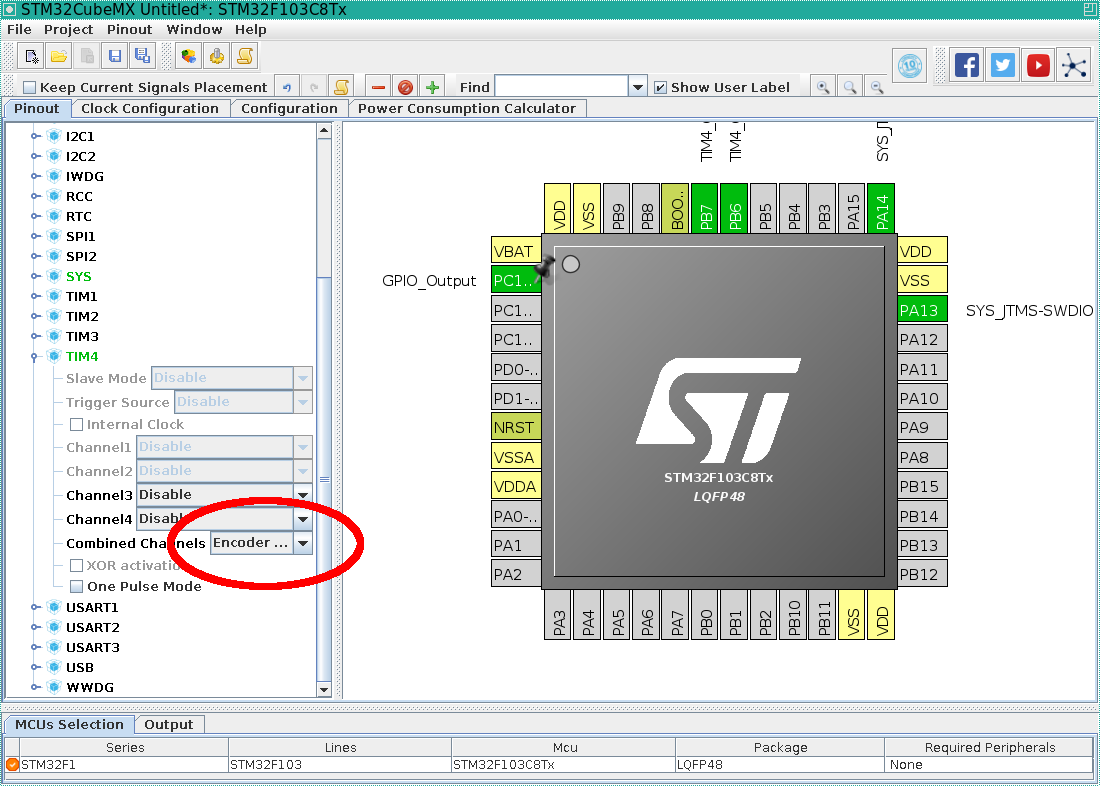 STM32CubeMX Untitled*: STM32F103C8Tx
File Project Pinout Window Help
Keep Current Signals Placement
Find
Show User Label
Pinout
Clock Configuration
Configuration
Power Consumption Calculator
I2C1
I2C2
IWDG
RCC
RTC
SPI1
SPI2
SYS
TIM1
TIM2
TIM3
TIM4
Slave Mode Disable
Trigger Source Disable
Internal Clock
Channel1 Disable
Channel2 Disable
Channel3 Disable
Channel4
Combined Channels Encoder ...
XOR
One Pulse Mode
USART1
USART2
USART3
USB
WWDG
TIM4_
TIM4_
VDD
VSS
PB9
PB8
BOO..
PB7
PB6
PB5
PB4
PB3
PA15
PA14
GPIO_Output
VBAT
PC1..
PC1..
PC1..
PD0-..
PD1-..
NRST
VSSA
VDDA
PA0-..
PA1
PA2
STM32F103C8Tx
LQFP48
VDD
VSS
PA13
SYS_JTMS-SWDIO
PA12
PA11
PA10
PA9
PA8
PB15
PB14
PB13
PB12
PA3
PA4
PA5
PA6
PA7
PB0
PB1
PB2
PB10
PB11
VSS
VDD
MCUs Selection
Output
Series Lines Mcu Package Required Peripherals
STM32F1 STM32F103 STM32F103C8Tx LQFP48 None